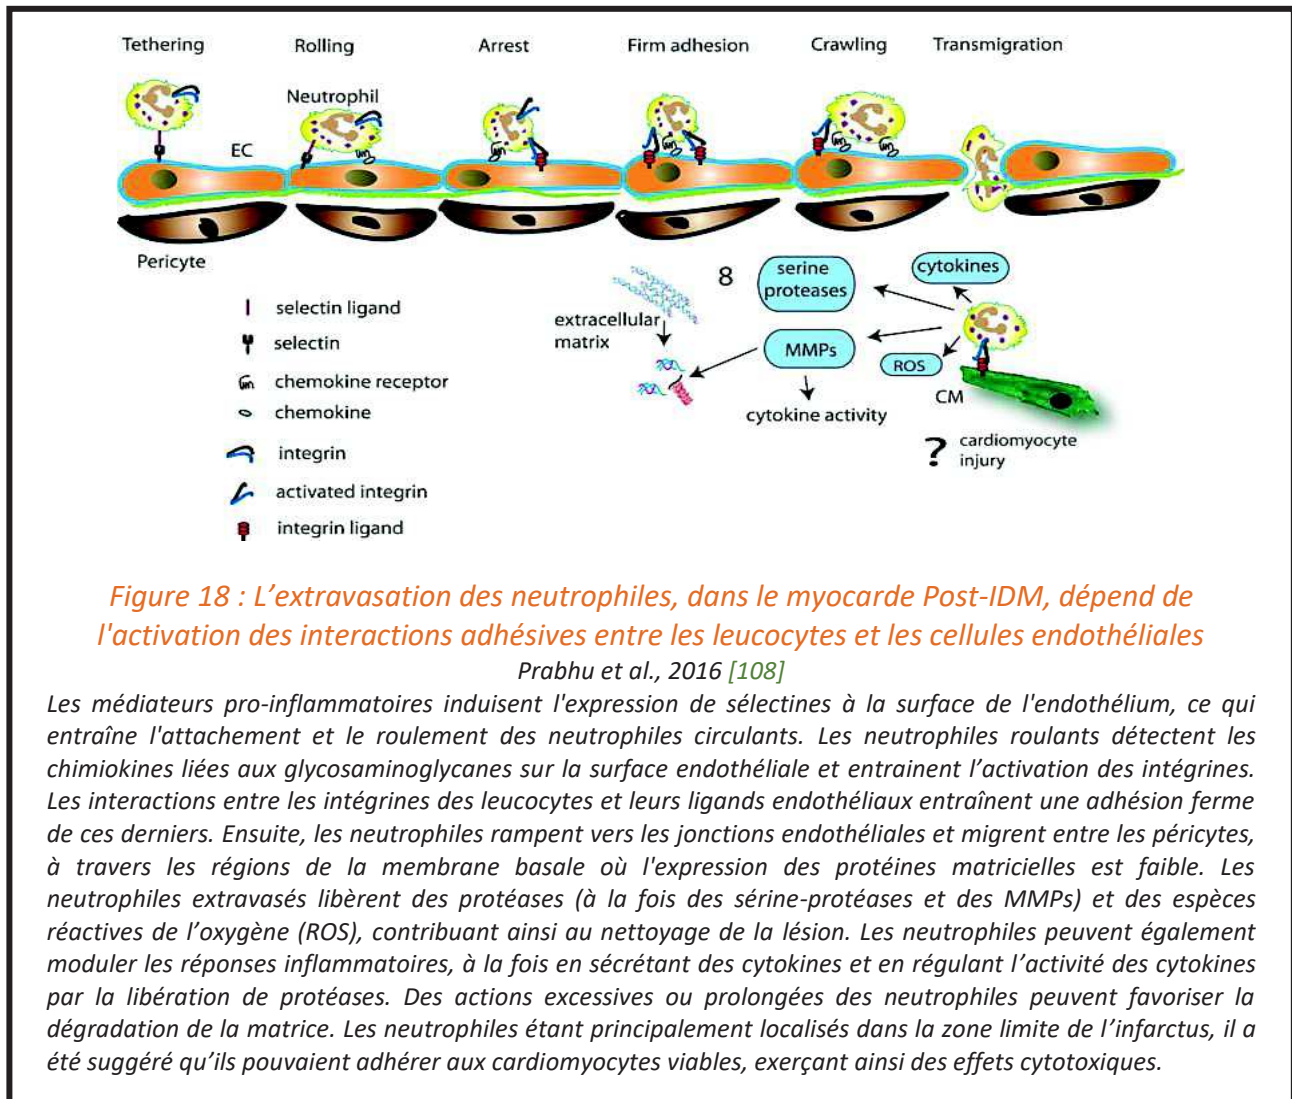 Tethering Rolling Arrest Firm adhesion Crawling Transmigration
Neutrophil
EC
Pericyte
selectin ligand
selectin
chemokine receptor
chemokine
integrin
activated integrin
integrin ligand
8
serine
proteases
cytokines
extracellular
matrix
MMPs
ROS
CM
cytokine activity
?
cardiomyocyte
injury
Figure 18 : L’extravasation des neutrophiles, dans le myocarde Post-IDM, dépend de
l'activation des interactions adhésives entre les leucocytes et les cellules endothéliales
Prabhu et al., 2016 [108]
Les médiateurs pro-inflammatoires induisent l'expression de sélectines à la surface de l'endothélium, ce qui
entraîne l'attachement et le roulement des neutrophiles circulants. Les neutrophiles roulants détectent les
chimiokines liées aux glycosaminoglycanes sur la surface endothéliale et entrainent l’activation des intégrines.
Les interactions entre les intégrines des leucocytes et leurs ligands endothéliaux entraînent une adhésion ferme
de ces derniers. Ensuite, les neutrophiles rampent vers les jonctions endothéliales et migrent entre les péricytes,
à travers les régions de la membrane basale où l'expression des protéines matricielles est faible. Les
neutrophiles extravasés libèrent des protéases (à la fois des sérine-protéases et des MMPs) et des espèces
réactives de l’oxygène (ROS), contribuant ainsi au nettoyage de la lésion. Les neutrophiles peuvent également
moduler les réponses inflammatoires, à la fois en sécrétant des cytokines et en régulant l’activité des cytokines
par la libération de protéases. Des actions excessives ou prolongées des neutrophiles peuvent favoriser la
dégradation de la matrice. Les neutrophiles étant principalement localisés dans la zone limite de l’infarctus, il a
été suggéré qu’ils pouvaient adhérer aux cardiomyocytes viables, exerçant ainsi des effets cytotoxiques.